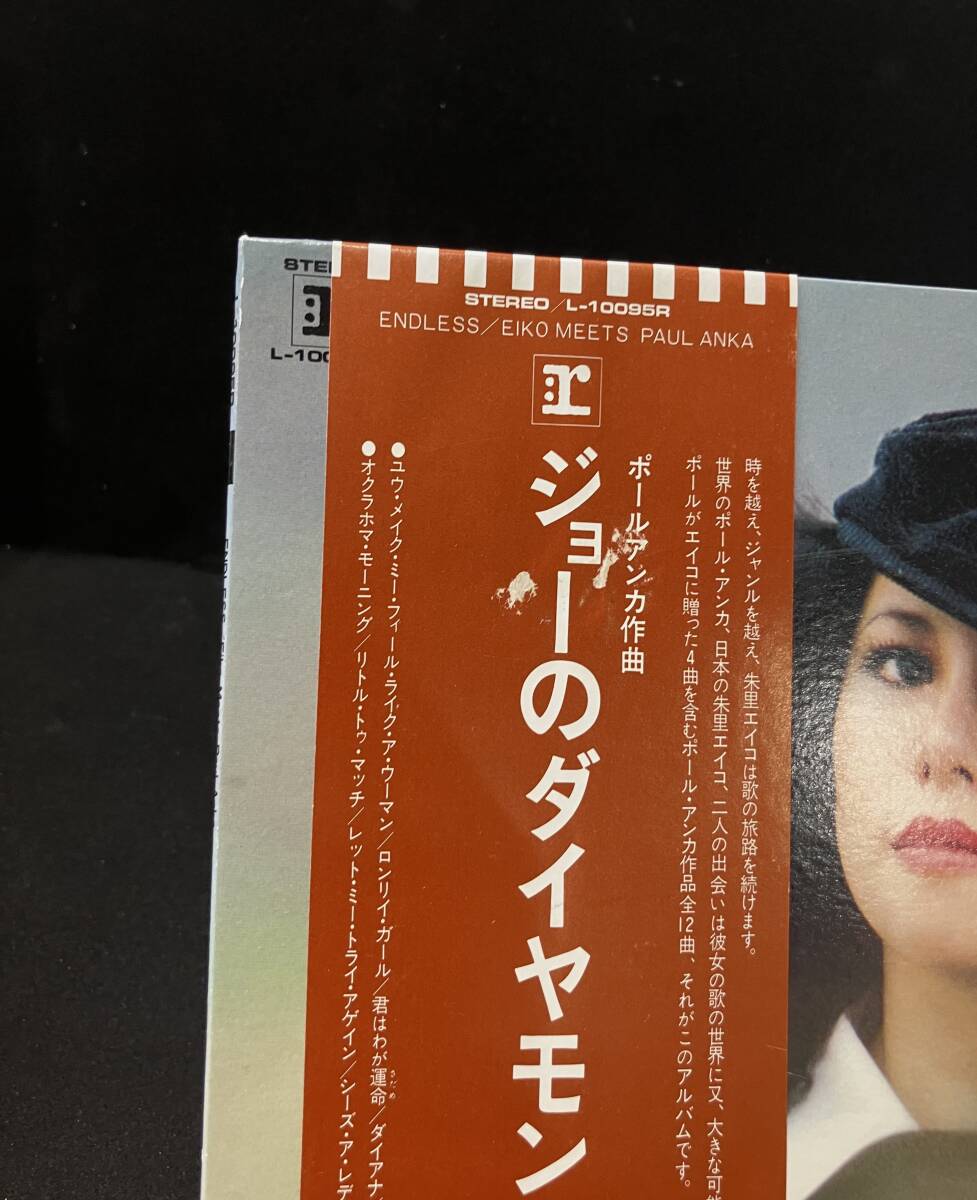 STEREO/L-10095R
ENDLESS/EIKO MEETS PAUL ANKA
:r
時を越え、ジャンルを越え、朱里エイコは歌の旅路を続けます。
世界のポール・アンカ、日本の朱里エイコ、二人の出会いは彼女の歌の世界に又、大きな可能
ポールがエイコに贈った4曲を含むポール・アンカ作品全12曲、それがこのアルバムです。
ポールアンカ作曲
ジョーのダイヤモン
●ユウ・メイク・ミー・フィール・ライク・ア・ウーマン/ロンリイ・ガール/君はわが運命/ダイアナ/
さだめ
●オクラホマ・モーニング/リトル・トゥ・マッチ/レット・ミー・トライ・アゲイン/シーズ・ア・レデ
STE
:r
L-100